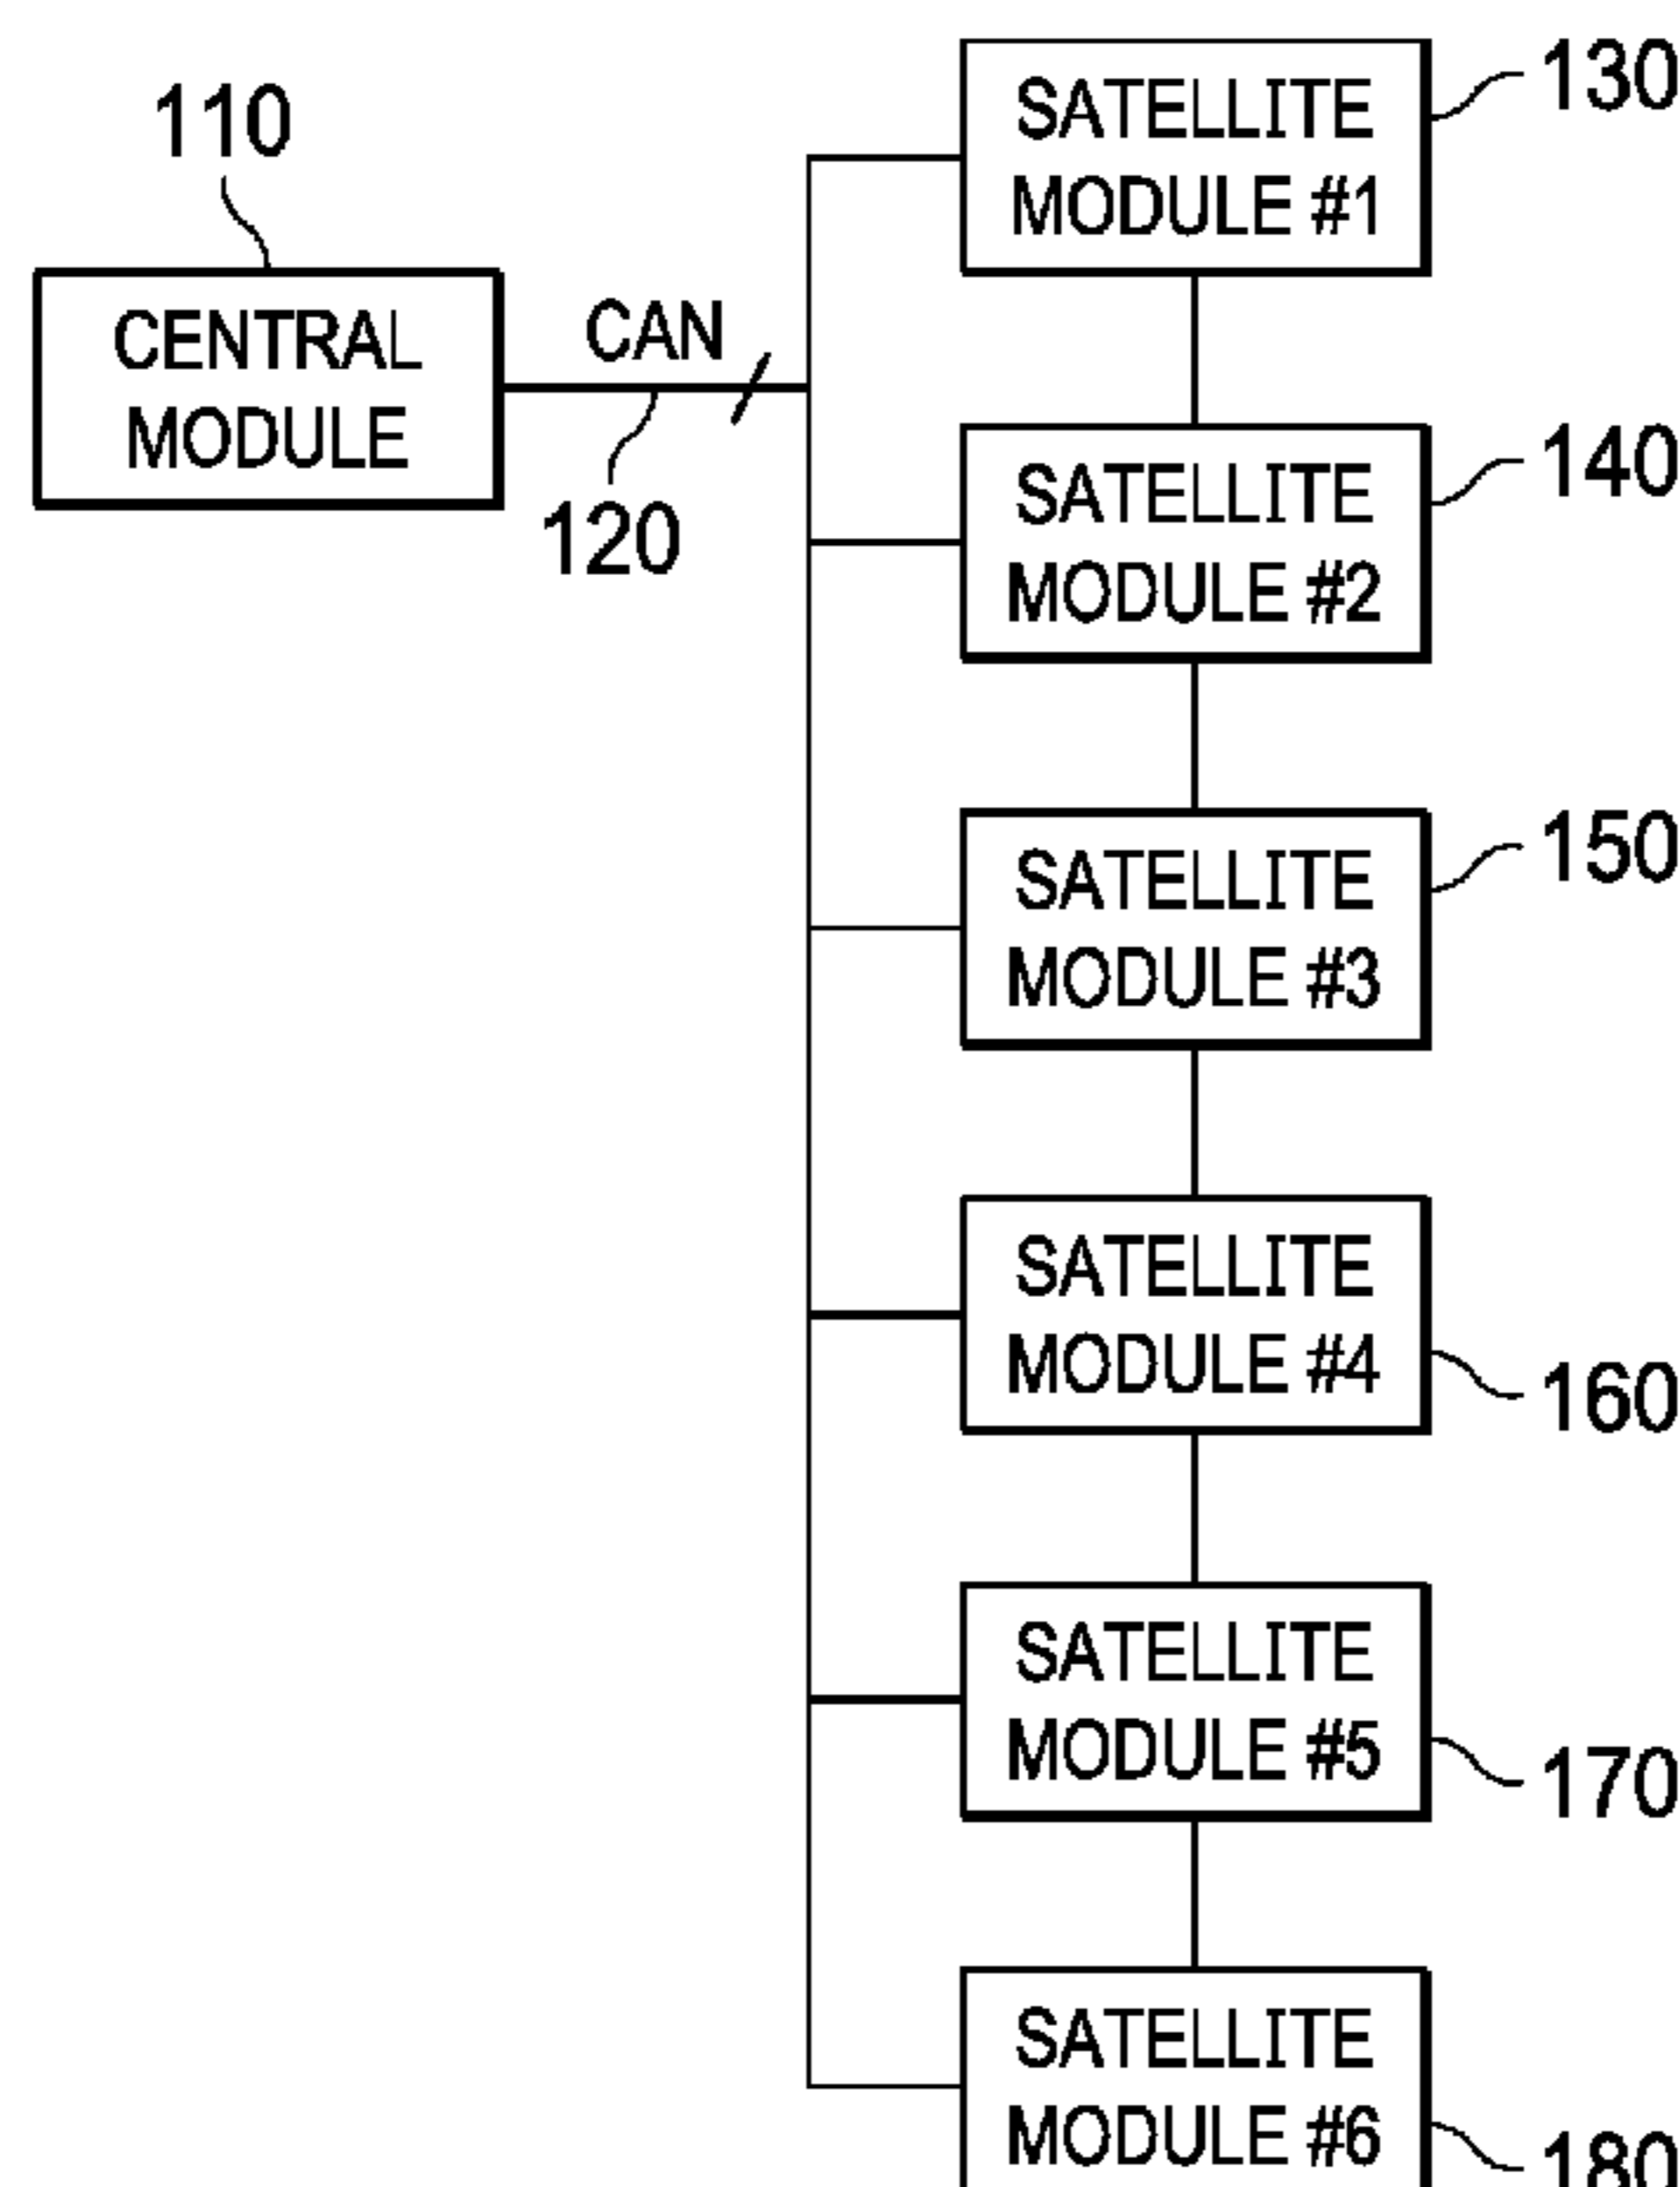 110
CENTRAL
MODULE
CAN
120
SATELLITE
MODULE #1
130
SATELLITE
MODULE #2
140
SATELLITE
MODULE #3
150
SATELLITE
MODULE #4
160
SATELLITE
MODULE #5
170
SATELLITE
MODULE #6
180